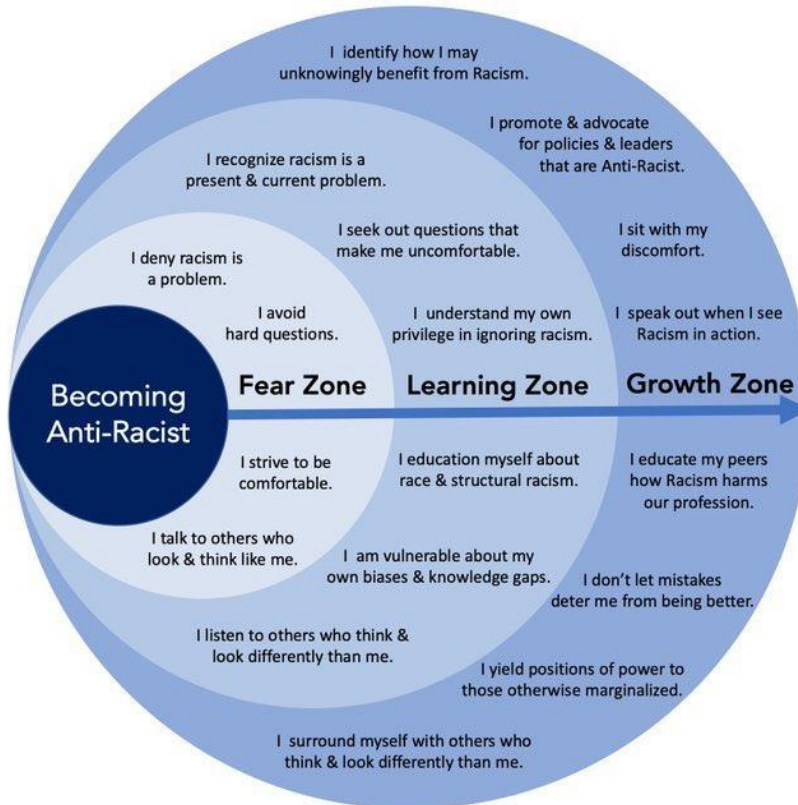 I identify how I may
unknowingly benefit from Racism.
I promote & advocate
for policies & leaders
that are Anti-Racist.
I recognize racism is a
present & current problem.
I seek out questions that
make me uncomfortable.
I sit with my
discomfort.
I deny racism is
a problem.
I avoid
hard questions.
I understand my own
privilege in ignoring racism.
I speak out when I see
Racism in action.
Becoming
Anti-Racist
Fear Zone
Learning Zone
Growth Zone
I strive to be
comfortable.
I education myself about
race & structural racism.
I educate my peers
how Racism harms
our profession.
I talk to others who
look & think like me.
I am vulnerable about my
own biases & knowledge gaps.
I don't let mistakes
deter me from being better.
I listen to others who think &
look differently than me.
I yield positions of power to
those otherwise marginalized.
I surround myself with others who
think & look differently than me.